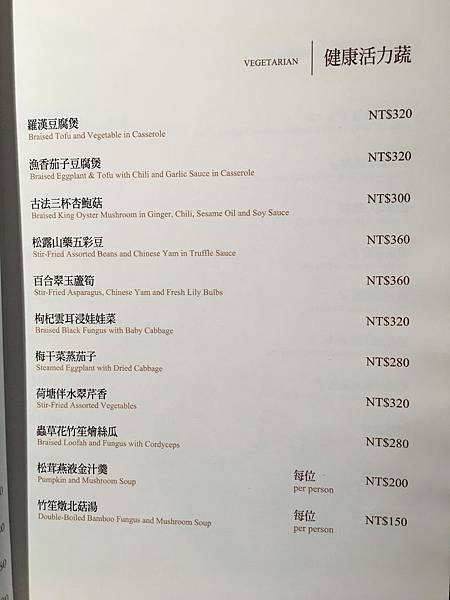 VEGETARIAN 健康活力蔬
羅漢豆腐煲 NT$320
Braised Tofu and Vegetable in Casserole
漁香茄子豆腐煲 NT$320
Braised Eggplant & Tofu with Chili and Garlic Sauce in Casserole
古法三杯杏鮑菇 NT$300
Braised King Oyster Mushroom in Ginger, Chili, Sesame Oil and Soy Sauce
松露山藥五彩豆 NT$360
Stir-Fried Assorted Beans and Chinese Yam in Truffle Sauce
百合翠玉蘆筍 NT$360
Stir-Fried Asparagus, Chinese Yam and Fresh Lily Bulbs
枸杞雲耳浸娃娃菜 NT$320
Braised Black Fungus with Baby Cabbage
梅干菜蒸茄子 NT$280
Steamed Eggplant with Dried Cabbage
荷塘伴水翠芹香 NT$320
Stir-Fried Assorted Vegetables
蟲草花竹笙燴絲瓜 NT$280
Braised Loofah and Fungus with Cordyceps
松茸燕液金汁羹 每位 NT$200
Pumpkin and Mushroom Soup per person
竹笙燉北菇湯 每位 NT$150
Double-Boiled Bamboo Fungus and Mushroom Soup per person